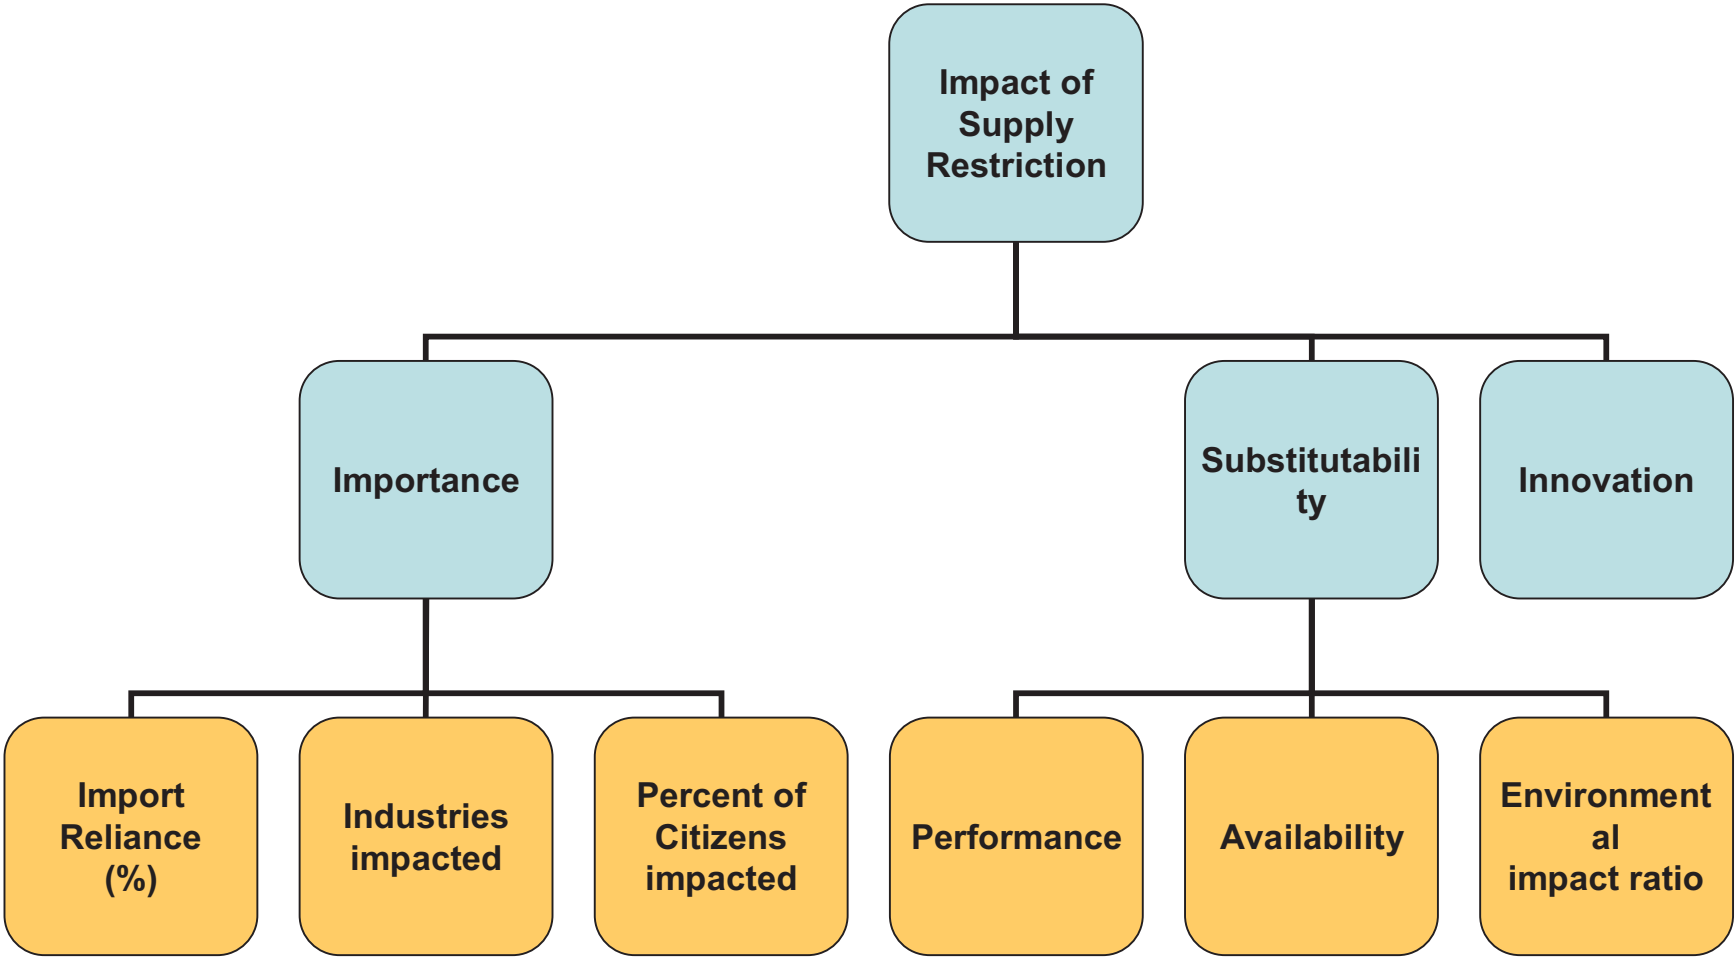 Impact of
Supply
Restriction
Importance
Substitutabili
ty
Innovation
Import
Reliance
(%)
Industries
impacted
Percent of
Citizens
impacted
Performance
Availability
Environment
al
impact ratio